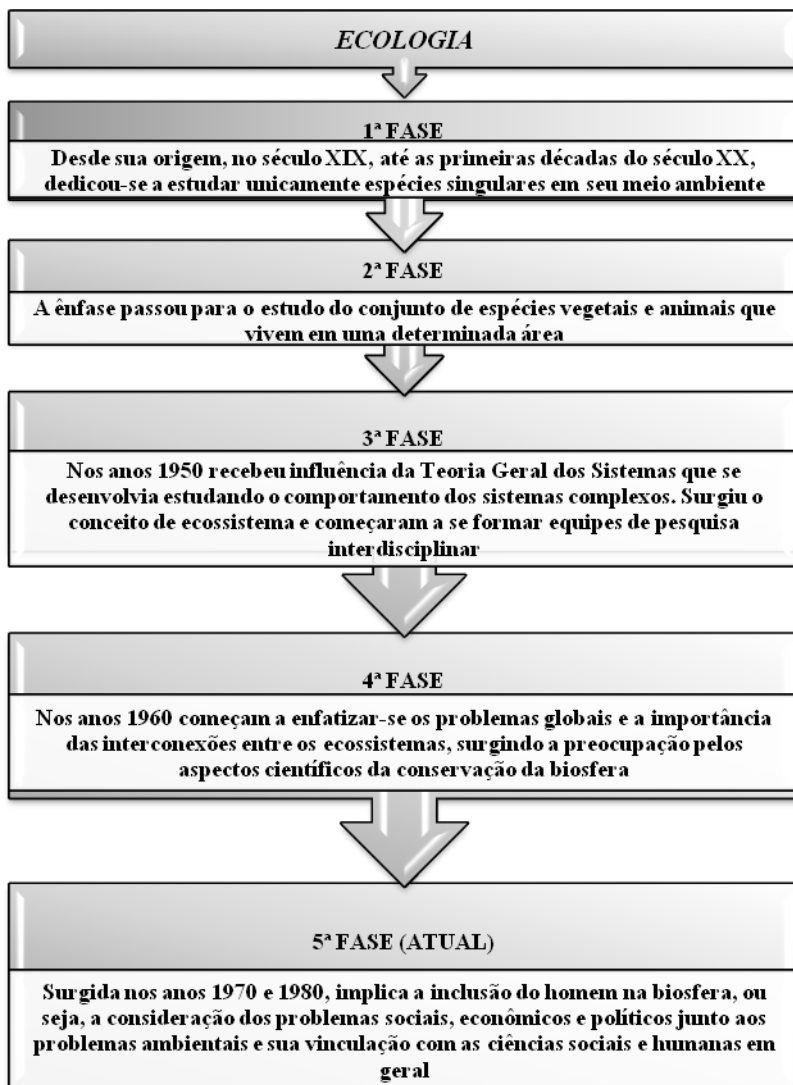 ECOLOGIA
1ª FASE
Desde sua origem, no século XIX, até as primeiras décadas do século XX,
dedicou-se a estudar unicamente espécies singulares em seu meio ambiente
2ª FASE
A ênfase passou para o estudo do conjunto de espécies vegetais e animais que
vivem em uma determinada área
3ª FASE
Nos anos 1950 recebeu influência da Teoria Geral dos Sistemas que se
desenvolvia estudando o comportamento dos sistemas complexos. Surgiu o
conceito de ecossistema e começaram a se formar equipes de pesquisa
interdisciplinar
4ª FASE
Nos anos 1960 começam a enfatizar-se os problemas globais e a importância
das interconexões entre os ecossistemas, surgindo a preocupação pelos
aspectos científicos da conservação da biosfera
5ª FASE (ATUAL)
Surgida nos anos 1970 e 1980, implica a inclusão do homem na biosfera, ou
seja, a consideração dos problemas sociais, econômicos e políticos junto aos
problemas ambientais e sua vinculação com as ciências sociais e humanas em
geral